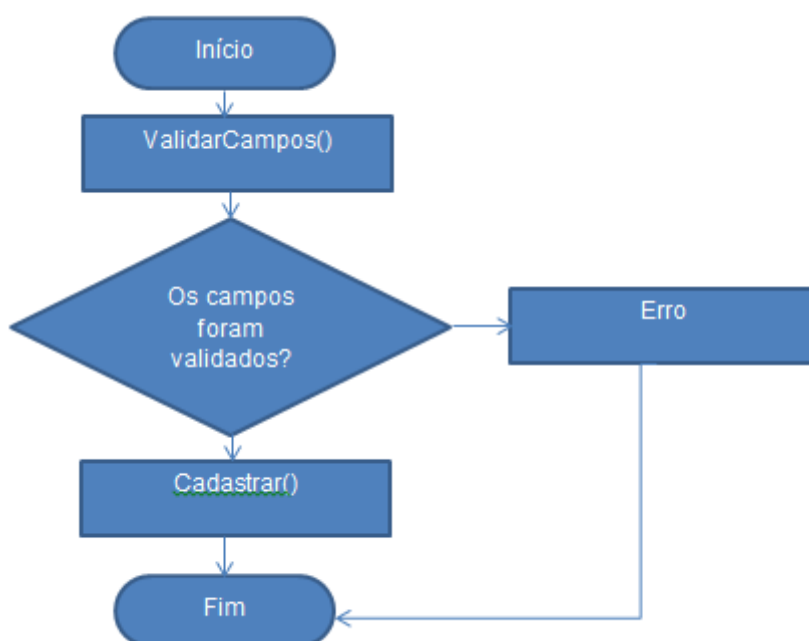 Início
ValidarCampos()
Os campos
foram
validados?
Erro
Cadastrar()
Fim